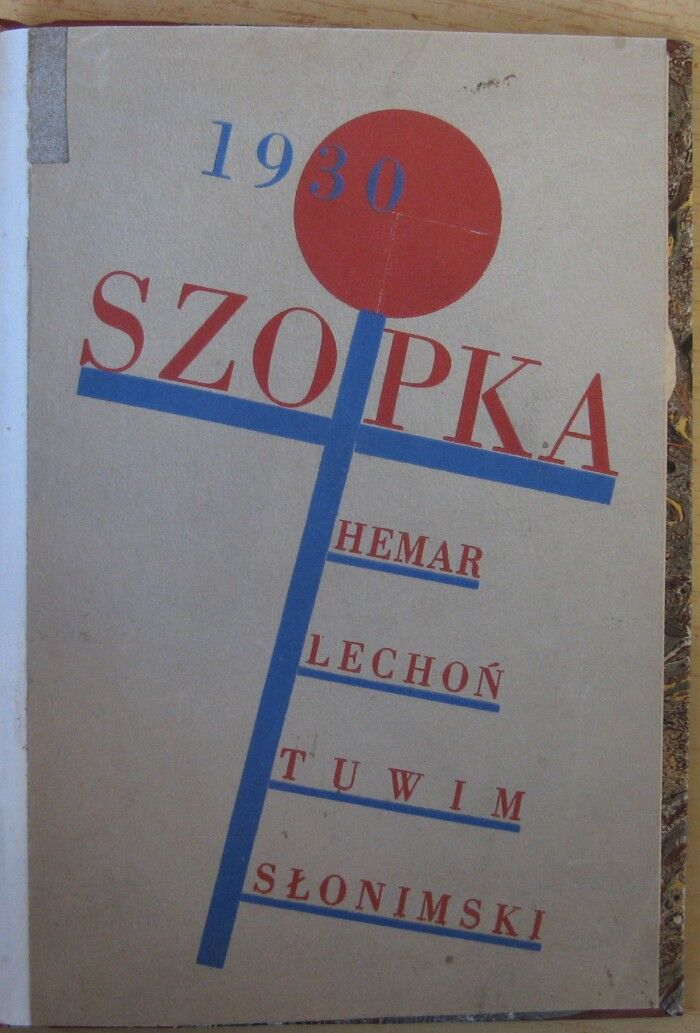 1930
SZOPKA
HEMAR
LECHOŃ
TUWIM
SŁONIMSKI